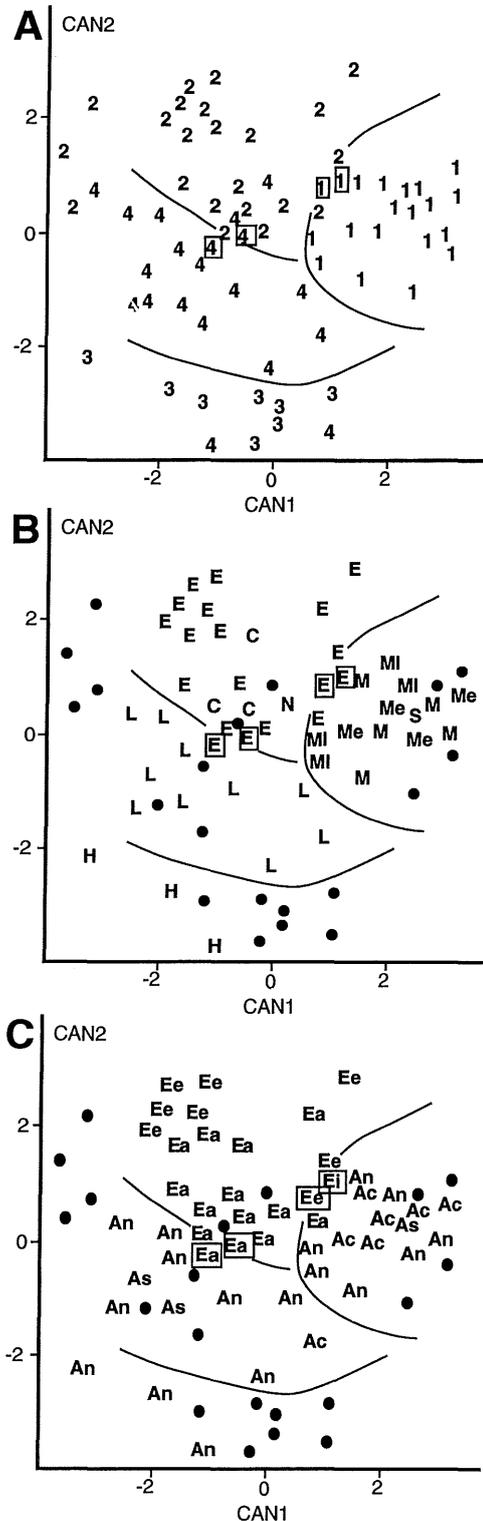 A CAN2
2
2
2
2 2 2 2
2 2 2
2 2
2 2
1
2 2 4 1 1 1
4 1 1 1 1
2 2 2 2 1 1 1
4 4 4 2
0 2 4 2 1 1 1 1
4 4 1 1
4 4 1 1
4 4 1
4 4
4 4
-2 3 4
3 3 3 3 3
3 4
4 3
-2 0 2
CAN1
B CAN2
E
E E
E E E
2 E E
E E C
E
E MI
E E E E M MI
C C N Me M Me
L L E Me S
E E MI Me M Me M
L E E
L MI
L L L M
L L L
-2 H L
H
H
-2 0 2
CAN1
C CAN2
Ee Ee Ee
Ee Ee Ea
2 Ee Ea
Ea Ea
Ee
Ea Ea Ee Ei An Ac An
Ea Ea Ea Ac Ac
An Ea Ac As
0 An Ea Ea Ea An Ac Ac An
An Ea An
As An An
An As An An
Ac
-2 An An
An
An
-2 0 2
CAN1